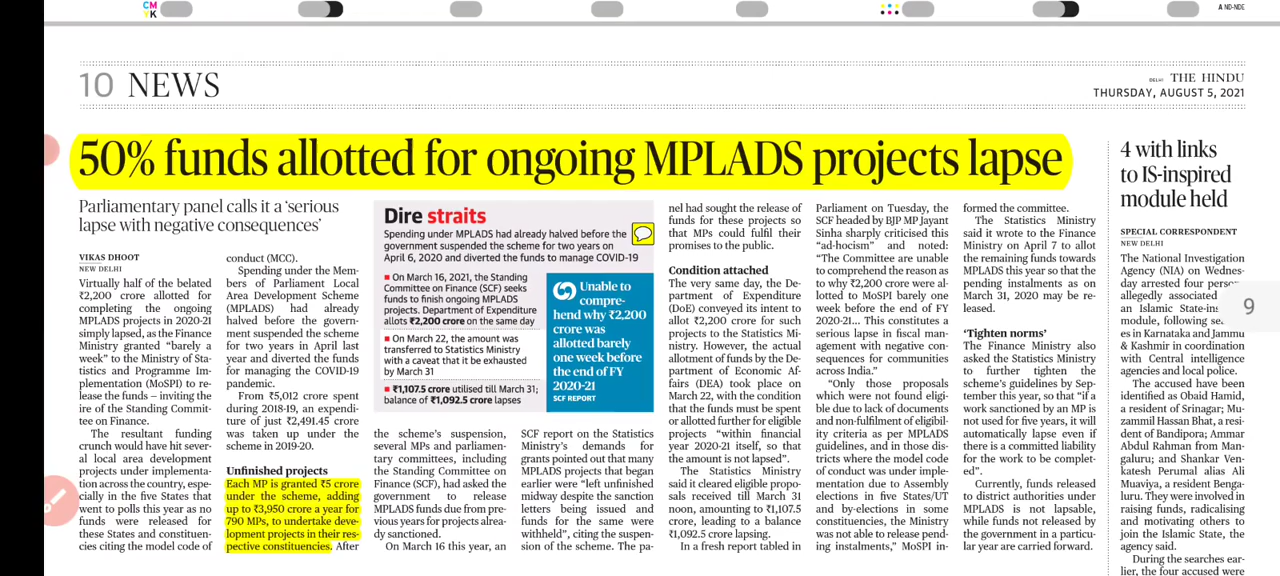 CM
YK
A ND-NDE
10 NEWS
DELHI THE HINDU
THURSDAY, AUGUST 5, 2021
50% funds allotted for ongoing MPLADS projects lapse
Parliamentary panel calls it a ‘serious
lapse with negative consequences’
VIKAS DHOOT
NEW DELHI
Virtually half of the belated
₹2,200 crore allotted for
completing the ongoing
MPLADS projects in 2020-21
simply lapsed, as the Finance
Ministry granted “barely a
week” to the Ministry of Sta-
tistics and Programme Im-
plementation (MoSPI) to re-
lease the funds — inviting the
ire of the Standing Commit-
tee on Finance.
The resultant funding
crunch would have hit sever-
al local area development
projects under implementa-
tion across the country, espe-
cially in the five States that
went to polls this year as no
funds were released for
these States and constituen-
cies citing the model code of
conduct (MCC).
Spending under the Mem-
bers of Parliament Local
Area Development Scheme
(MPLADS) had already
halved before the govern-
ment suspended the scheme
for two years in April last
year and diverted the funds
for managing the COVID-19
pandemic.
From ₹5,012 crore spent
during 2018-19, an expendi-
ture of just ₹2,491.45 crore
was taken up under the
scheme in 2019-20.
Unfinished projects
Each MP is granted ₹5 crore
under the scheme, adding
up to ₹3,950 crore a year for
790 MPs, to undertake deve-
lopment projects in their res-
pective constituencies. After
Dire straits
Spending under MPLADS had already halved before the
government suspended the scheme for two years on
April 6, 2020 and diverted the funds to manage COVID-19
■ On March 16, 2021, the Standing
Committee on Finance (SCF) seeks
funds to finish ongoing MPLADS
projects. Department of Expenditure
allots ₹2,200 crore on the same day
■ On March 22, the amount was
transferred to Statistics Ministry
with a caveat that it be exhausted
by March 31
■ ₹1,107.5 crore utilised till March 31;
balance of ₹1,092.5 crore lapses
Unable to
compre-
hend why ₹2,200
crore was
allotted barely
one week before
the end of FY
2020-21
SCF REPORT
the scheme’s suspension,
several MPs and parliamen-
tary committees, including
the Standing Committee on
Finance (SCF), had asked the
government to release
MPLADS funds due from pre-
vious years for projects alrea-
dy sanctioned.
On March 16 this year, an
SCF report on the Statistics
Ministry’s demands for
grants pointed out that many
MPLADS projects that began
earlier were “left unfinished
midway despite the sanction
letters being issued and
funds for the same were
withheld”, citing the suspen-
sion of the scheme. The pa-
nel had sought the release of
funds for these projects so
that MPs could fulfil their
promises to the public.
Condition attached
The very same day, the De-
partment of Expenditure
(DoE) conveyed its intent to
allot ₹2,200 crore for such
projects to the Statistics Mi-
nistry. However, the actual
allotment of funds by the De-
partment of Economic Af-
fairs (DEA) took place on
March 22, with the condition
that the funds must be spent
or allotted further for eligible
projects “within financial
year 2020-21 itself, so that
the amount is not lapsed”.
The Statistics Ministry
said it cleared eligible propo-
sals received till March 31
noon, amounting to ₹1,107.5
crore, leading to a balance
₹1,092.5 crore lapsing.
In a fresh report tabled in
Parliament on Tuesday, the
SCF headed by BJP MP Jayant
Sinha sharply criticised this
“ad-hocism” and noted:
“The Committee are unable
to comprehend the reason as
to why ₹2,200 crore were al-
lotted to MoSPI barely one
week before the end of FY
2020-21... This constitutes a
serious lapse in fiscal man-
agement with negative con-
sequences for communities
across India.”
“Only those proposals
which were not found eligi-
ble due to lack of documents
and non-fulfilment of eligibil-
ity criteria as per MPLADS
guidelines, and in those dis-
tricts where the model code
of conduct was under imple-
mentation due to Assembly
elections in five States/UT
and by-elections in some
constituencies, the Ministry
was not able to release pend-
ing instalments,” MoSPI in-
formed the committee.
The Statistics Ministry
said it wrote to the Finance
Ministry on April 7 to allot
the remaining funds towards
MPLADS this year so that the
pending instalments as on
March 31, 2020 may be re-
leased.
‘Tighten norms’
The Finance Ministry also
asked the Statistics Ministry
to further tighten the
scheme’s guidelines by Sep-
tember this year, so that “if a
work sanctioned by an MP is
not used for five years, it will
automatically lapse even if
there is a committed liability
for the work to be complet-
ed”.
Currently, funds released
to district authorities under
MPLADS is not lapsable,
while funds not released by
the government in a particu-
lar year are carried forward.
4 with links
to IS-inspired
module held
SPECIAL CORRESPONDENT
NEW DELHI
The National Investigation
Agency (NIA) on Wednes-
day arrested four person
allegedly associated
an Islamic State-ins
module, following se
es in Karnataka and Jammu
& Kashmir in coordination
with Central intelligence
agencies and local police.
The accused have been
identified as Obaid Hamid,
a resident of Srinagar; Mu-
zammil Hassan Bhat, a resi-
dent of Bandipora; Ammar
Abdul Rahman from Man-
galuru; and Shankar Ven-
katesh Perumal alias Ali
Muaviya, a resident Benga-
luru. They were involved in
raising funds, radicalising
and motivating others to
join the Islamic State, the
agency said.
During the searches ear-
lier, the four accused were
9